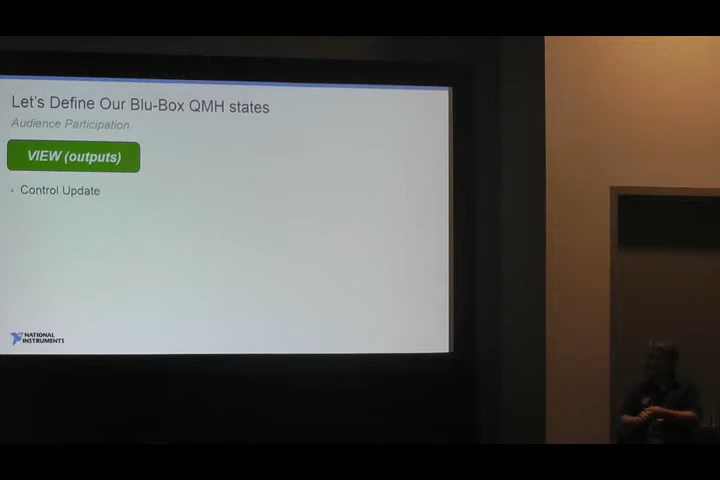 Let's Define Our Blu-Box QMH states
Audience Participation
VIEW (outputs)
• Control Update
NATIONAL
INSTRUMENTS